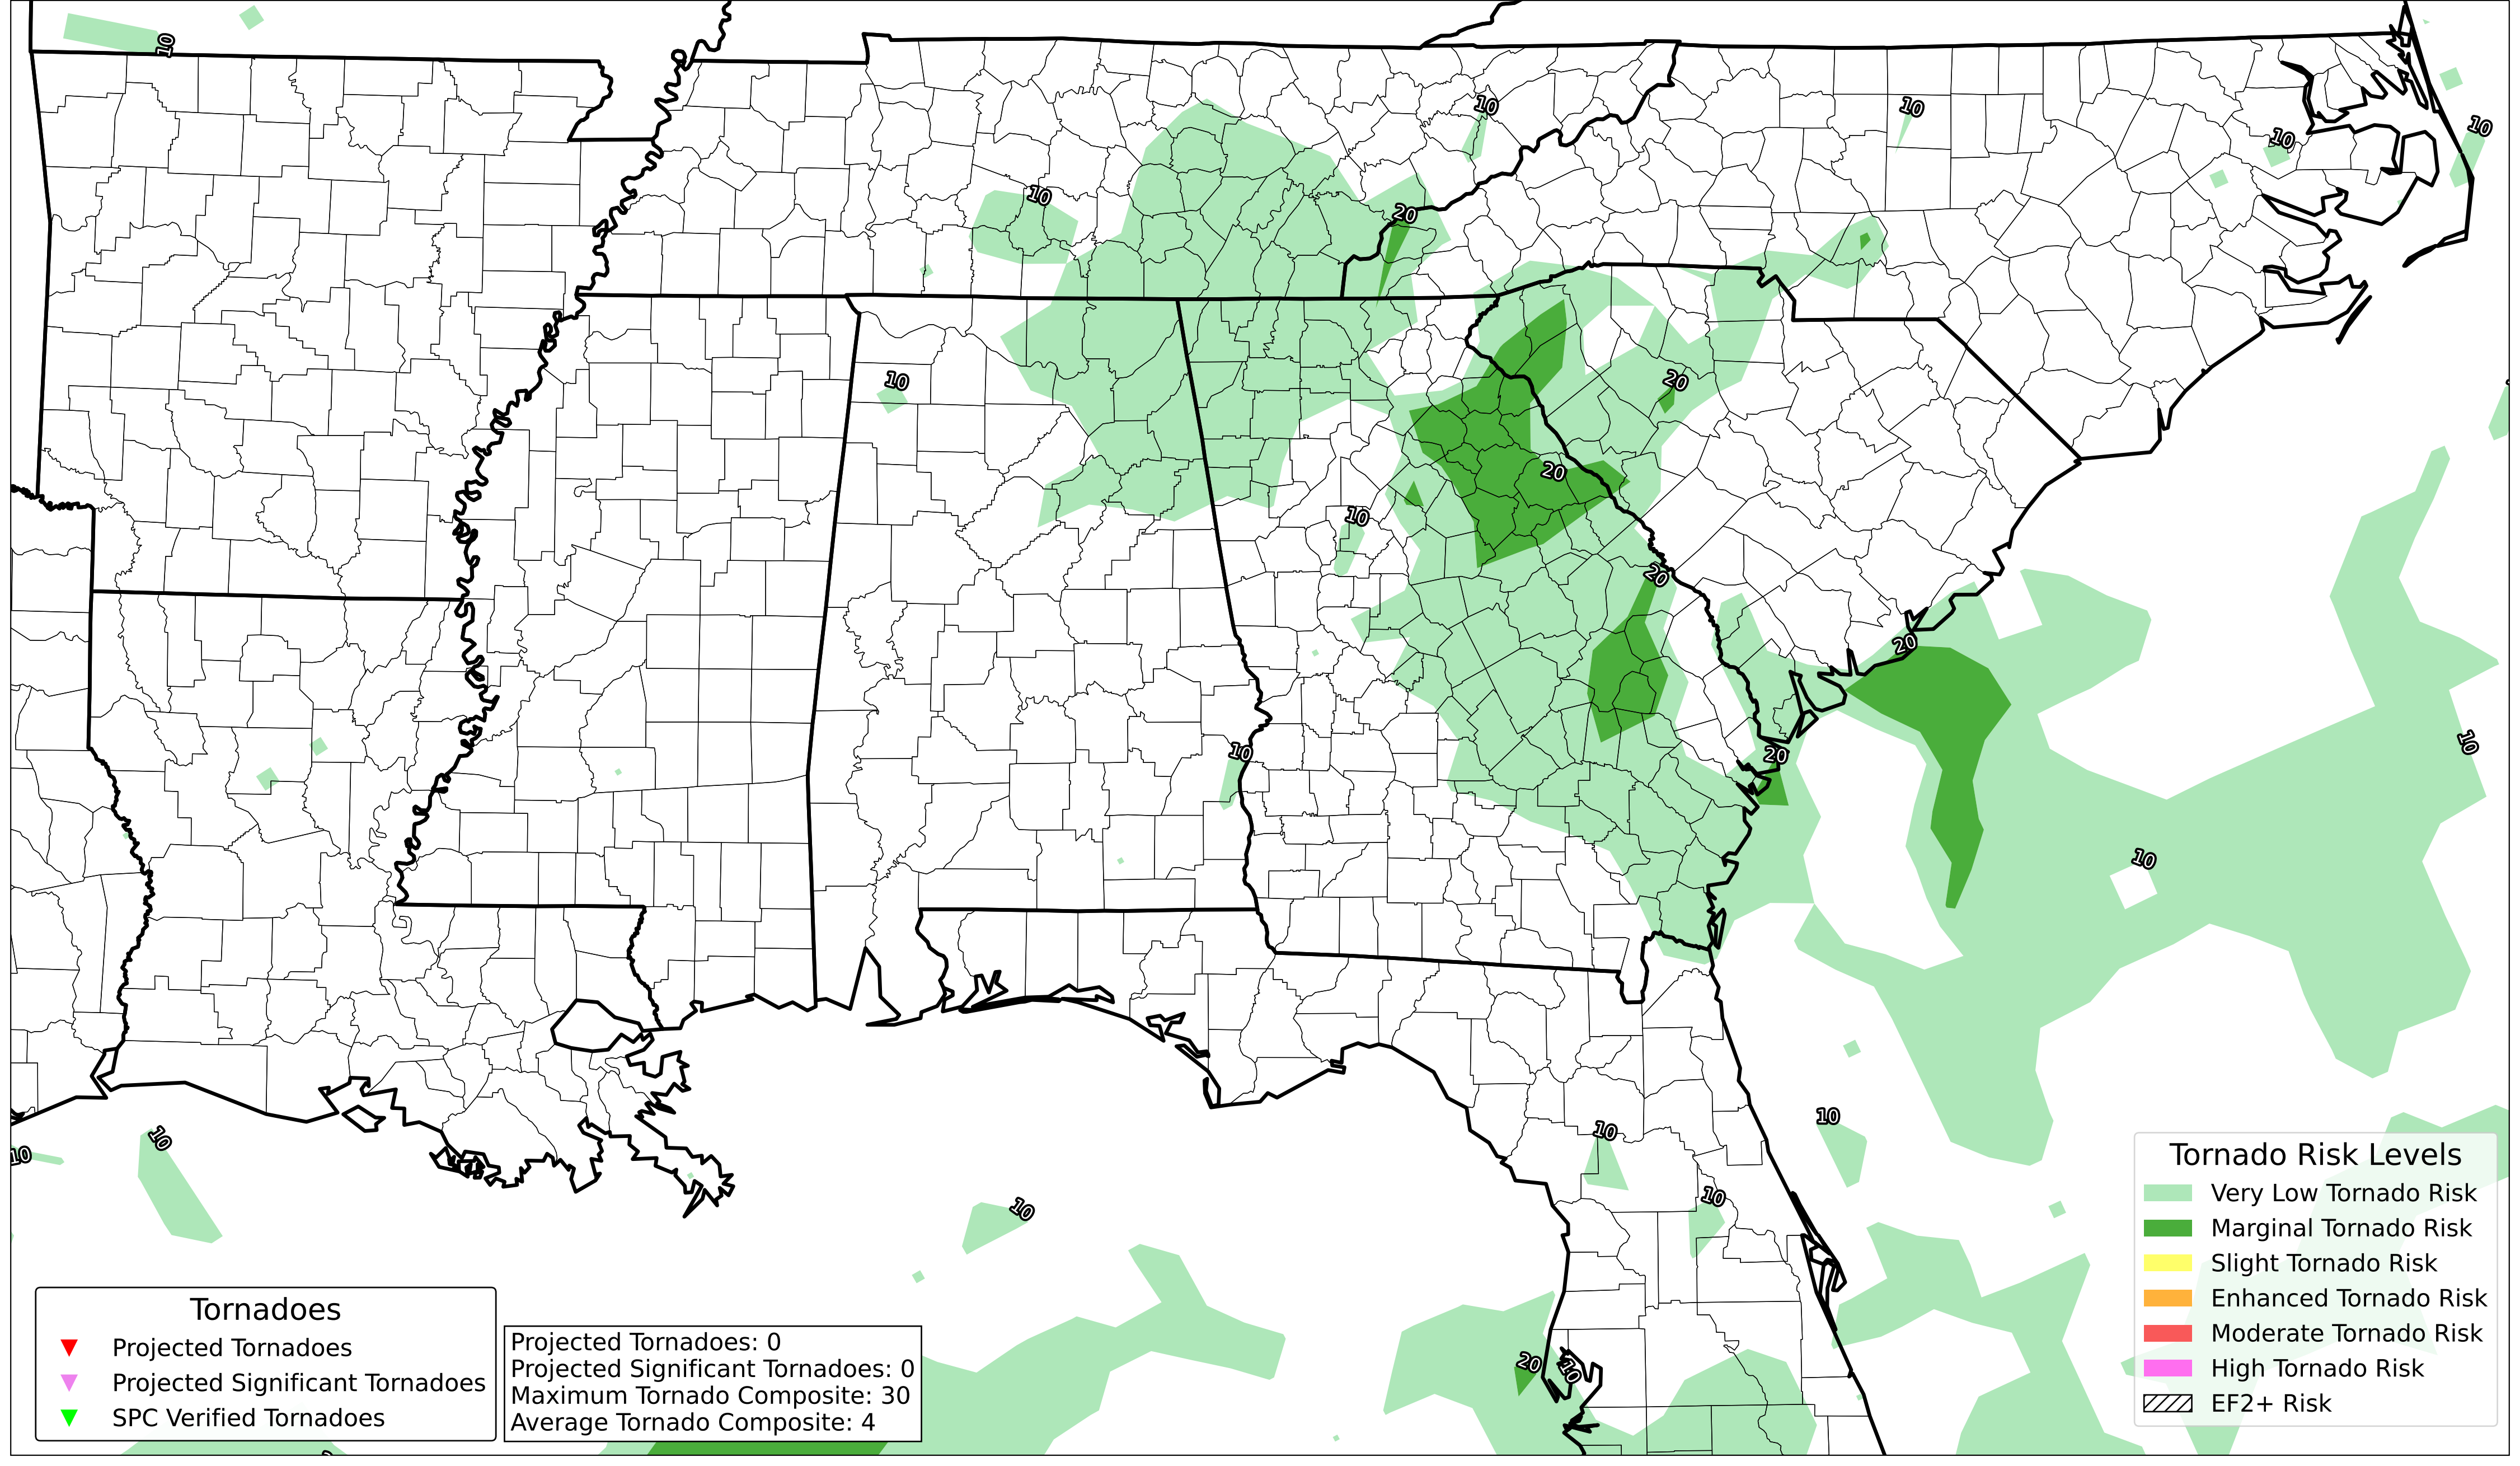 10
10
10
10
10
10
10
20
10
20
20
10
20
20
10
20
10
10
10
10
10
10
10
10
20
10
Tornado Risk Levels
Very Low Tornado Risk
Marginal Tornado Risk
Slight Tornado Risk
Enhanced Tornado Risk
Moderate Tornado Risk
High Tornado Risk
EF2+ Risk
Tornadoes
Projected Tornadoes
Projected Significant Tornadoes
SPC Verified Tornadoes
Projected Tornadoes: 0
Projected Significant Tornadoes: 0
Maximum Tornado Composite: 30
Average Tornado Composite: 4